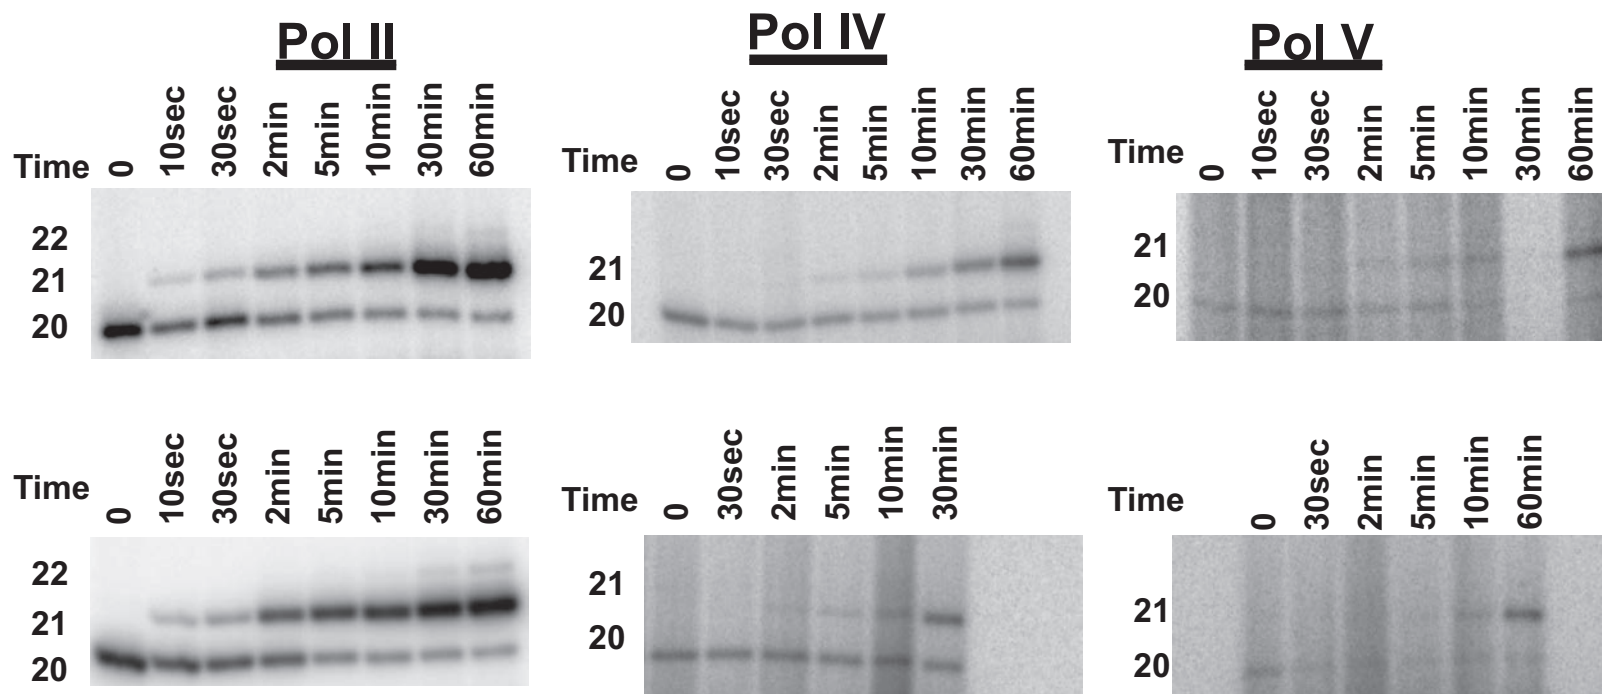 Pol II
Pol IV
Pol V
Time 0 10sec 30sec 2min 5min 10min 30min 60min
22
21
20
Time 0 10sec 30sec 2min 5min 10min 30min 60min
21
20
Time 0 10sec 30sec 2min 5min 10min 30min 60min
21
20
Time 0 10sec 30sec 2min 5min 10min 30min 60min
22
21
20
Time 0 30sec 2min 5min 10min 30min
21
20
Time 0 30sec 2min 5min 10min 60min
21
20